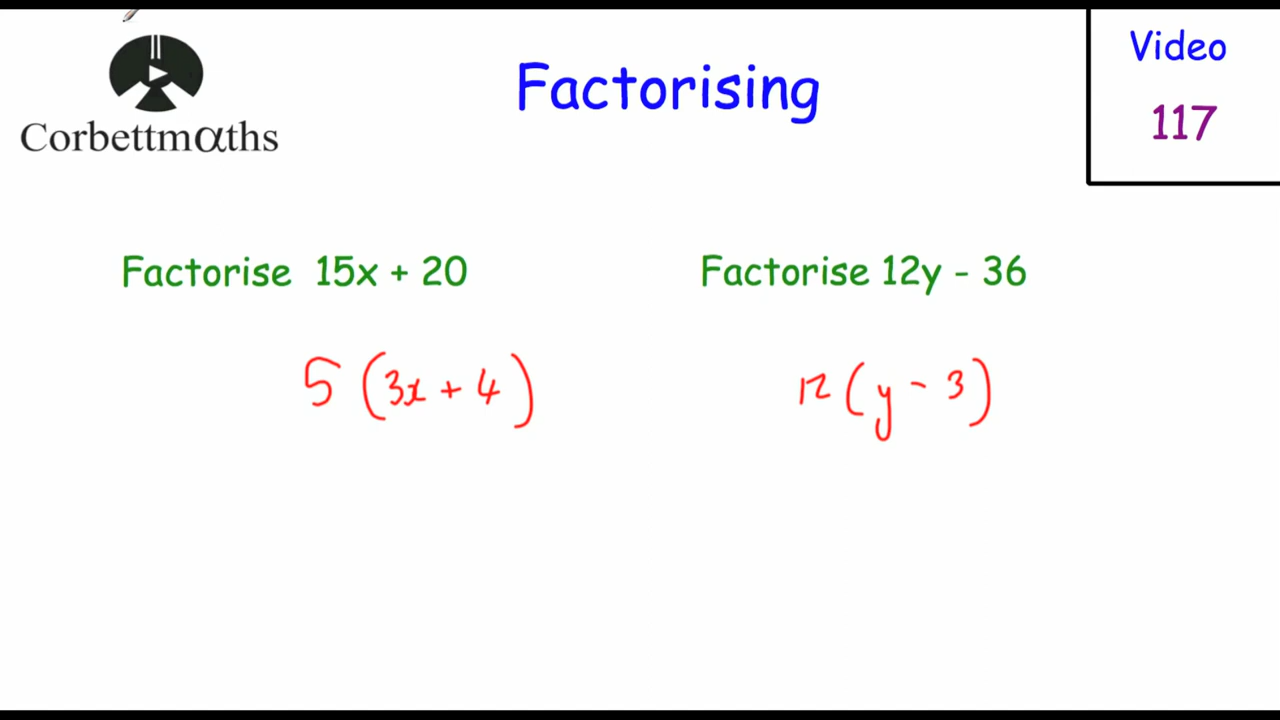 Corbettmαths
Factorising
Video
117
Factorise 15x + 20
5 (3x + 4)
Factorise 12y - 36
12 (y - 3)